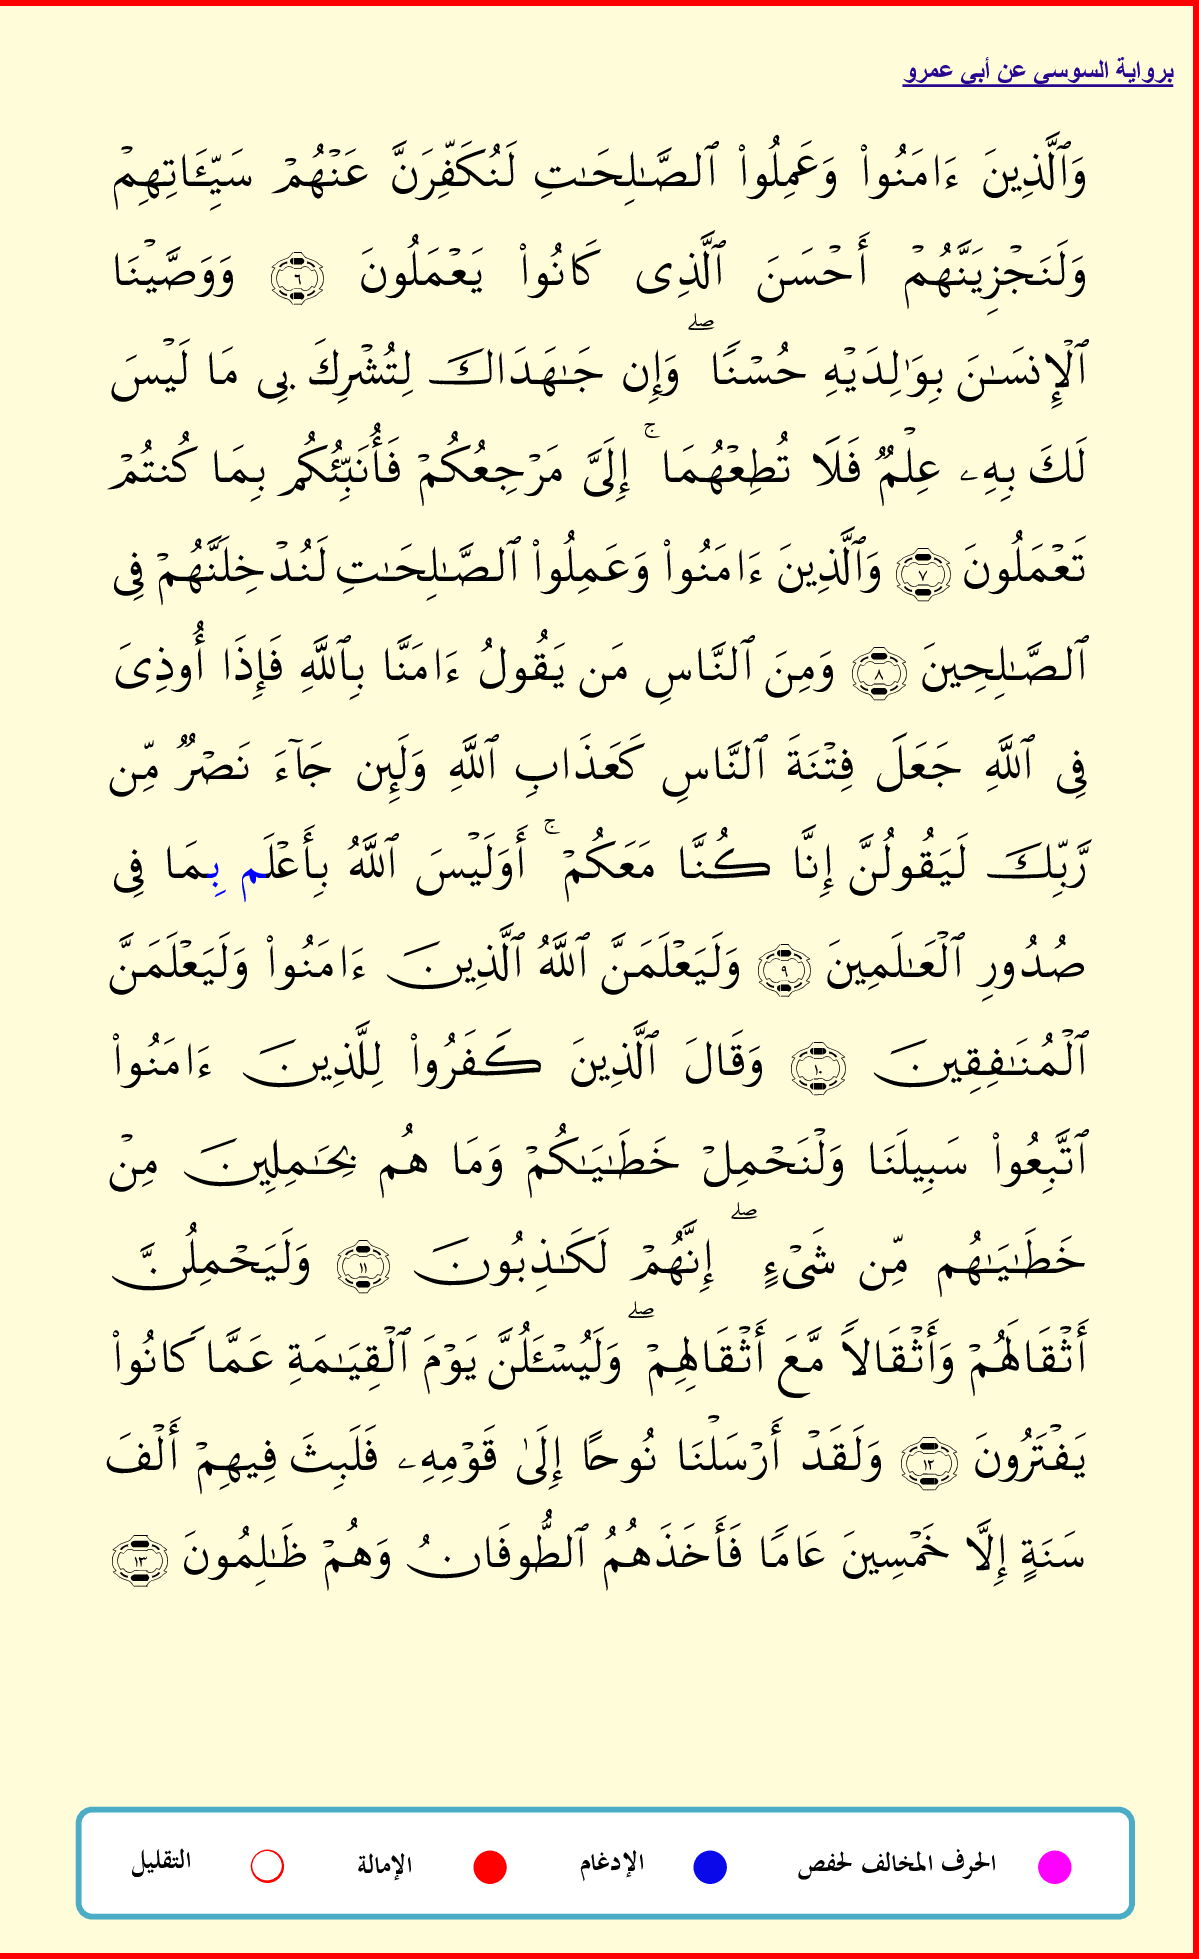 برواية السوسي عن أبي عمرو
وَٱلَّذِينَ ءَامَنُواْ وَعَمِلُواْ ٱلصَّٰلِحَٰتِ لَنُكَفِّرَنَّ عَنْهُمْ سَيِّـَٔاتِهِمْ
وَلَنَجْزِيَنَّهُمْ أَحْسَنَ ٱلَّذِى كَانُواْ يَعْمَلُونَ ٦ وَوَصَّيْنَا
ٱلْإِنسَٰنَ بِوَٰلِدَيْهِ حُسْنًا ۖ وَإِن جَٰهَدَاكَ لِتُشْرِكَ بِى مَا لَيْسَ
لَكَ بِهِۦ عِلْمٌ فَلَا تُطِعْهُمَا ۚ إِلَىَّ مَرْجِعُكُمْ فَأُنَبِّئُكُم بِمَا كُنتُمْ
تَعْمَلُونَ ٧ وَٱلَّذِينَ ءَامَنُواْ وَعَمِلُواْ ٱلصَّٰلِحَٰتِ لَنُدْخِلَنَّهُمْ فِى
ٱلصَّٰلِحِينَ ٨ وَمِنَ ٱلنَّاسِ مَن يَقُولُ ءَامَنَّا بِٱللَّهِ فَإِذَا أُوذِىَ
فِى ٱللَّهِ جَعَلَ فِتْنَةَ ٱلنَّاسِ كَعَذَابِ ٱللَّهِ وَلَئِن جَآءَ نَصْرٌ مِّن
رَّبِّكَ لَيَقُولُنَّ إِنَّا كُنَّا مَعَكُمْ ۚ أَوَلَيْسَ ٱللَّهُ بِأَعْلَم بِمَا فِى
صُدُورِ ٱلْعَٰلَمِينَ ٩ وَلَيَعْلَمَنَّ ٱللَّهُ ٱلَّذِينَ ءَامَنُواْ وَلَيَعْلَمَنَّ
ٱلْمُنَٰفِقِينَ ١٠ وَقَالَ ٱلَّذِينَ كَفَرُواْ لِلَّذِينَ ءَامَنُواْ
ٱتَّبِعُواْ سَبِيلَنَا وَلْنَحْمِلْ خَطَٰيَٰكُمْ وَمَا هُم بِحَٰمِلِينَ مِنْ
خَطَٰيَٰهُم مِّن شَىْءٍ ۖ إِنَّهُمْ لَكَٰذِبُونَ ١١ وَلَيَحْمِلُنَّ
أَثْقَالَهُمْ وَأَثْقَالًا مَّعَ أَثْقَالِهِمْ ۖ وَلَيُسْـَٔلُنَّ يَوْمَ ٱلْقِيَٰمَةِ عَمَّا كَانُواْ
يَفْتَرُونَ ١٢ وَلَقَدْ أَرْسَلْنَا نُوحًا إِلَىٰ قَوْمِهِۦ فَلَبِثَ فِيهِمْ أَلْفَ
سَنَةٍ إِلَّا خَمْسِينَ عَامًا فَأَخَذَهُمُ ٱلطُّوفَانُ وَهُمْ ظَٰلِمُونَ ١٣
الحرف المخالف لحفص الإدغام الإمالة التقليل